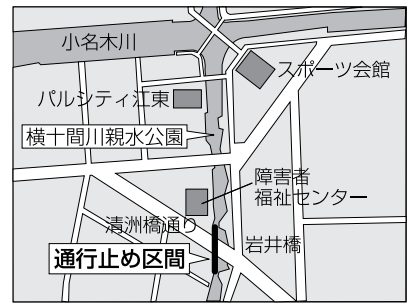 小名木川
スポーツ会館
パルシティ江東
横十間川親水公園
障害者
福祉センター
清洲橋通り
岩井橋
通行止め区間